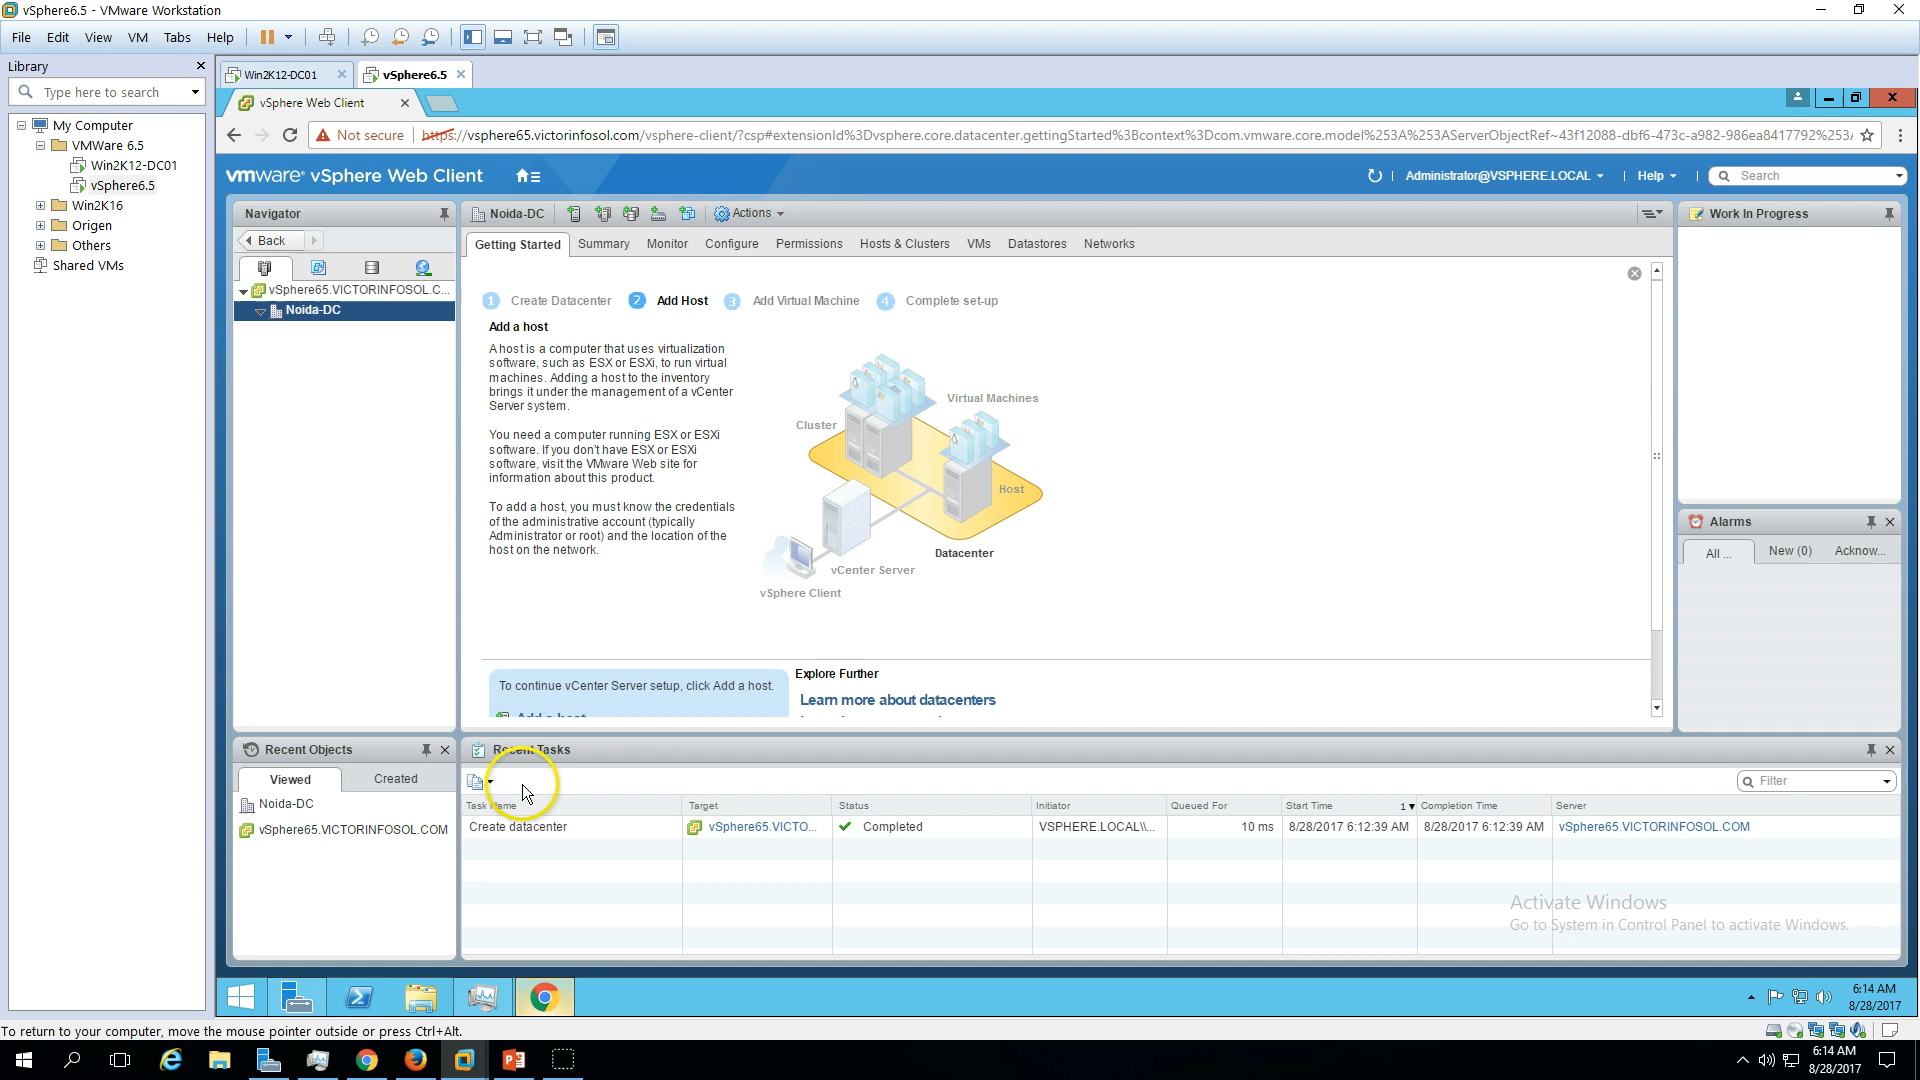 vSphere6.5 - VMware Workstation
File Edit View VM Tabs Help
Library
Type here to search
My Computer
VMWare 6.5
Win2K12-DC01
vSphere6.5
Win2K16
Origen
Others
Shared VMs
Win2K12-DC01 vSphere6.5
vSphere Web Client
Not secure https://vsphere65.victorinfosol.com/vsphere-client/?csp#extensionId%3Dvsphere.core.datacenter.gettingStarted%3Bcontext%3Dcom.vmware.core.model%253A%253AServerObjectRef~43f12088-dbf6-473c-a982-986ea8417792%253A
vmware vSphere Web Client
Administrator@VSPHERE.LOCAL Help Search
Navigator
Back
vSphere65.VICTORINFOSOL.C...
Noida-DC
Noida-DC Actions
Getting Started Summary Monitor Configure Permissions Hosts & Clusters VMs Datastores Networks
1 Create Datacenter 2 Add Host 3 Add Virtual Machine 4 Complete set-up
Add a host
A host is a computer that uses virtualization
software, such as ESX or ESXi, to run virtual
machines. Adding a host to the inventory
brings it under the management of a vCenter
Server system.
You need a computer running ESX or ESXi
software. If you don't have ESX or ESXi
software, visit the VMware Web site for
information about this product.
To add a host, you must know the credentials
of the administrative account (typically
Administrator or root) and the location of the
host on the network.
Virtual Machines
Cluster
Host
Datacenter
vCenter Server
vSphere Client
To continue vCenter Server setup, click Add a host.
Add a host
Explore Further
Learn more about datacenters
Work In Progress
Alarms
All ... New (0) Acknow...
Recent Objects
Viewed Created
Noida-DC
vSphere65.VICTORINFOSOL.COM
Recent Tasks
Filter
Task Name Target Status Initiator Queued For Start Time 1 Completion Time Server
Create datacenter vSphere65.VICTO... Completed VSPHERE.LOCAL\\... 10 ms 8/28/2017 6:12:39 AM 8/28/2017 6:12:39 AM vSphere65.VICTORINFOSOL.COM
Activate Windows
Go to System in Control Panel to activate Windows.
6:14 AM
8/28/2017
To return to your computer, move the mouse pointer outside or press Ctrl+Alt.
6:14 AM
8/28/2017